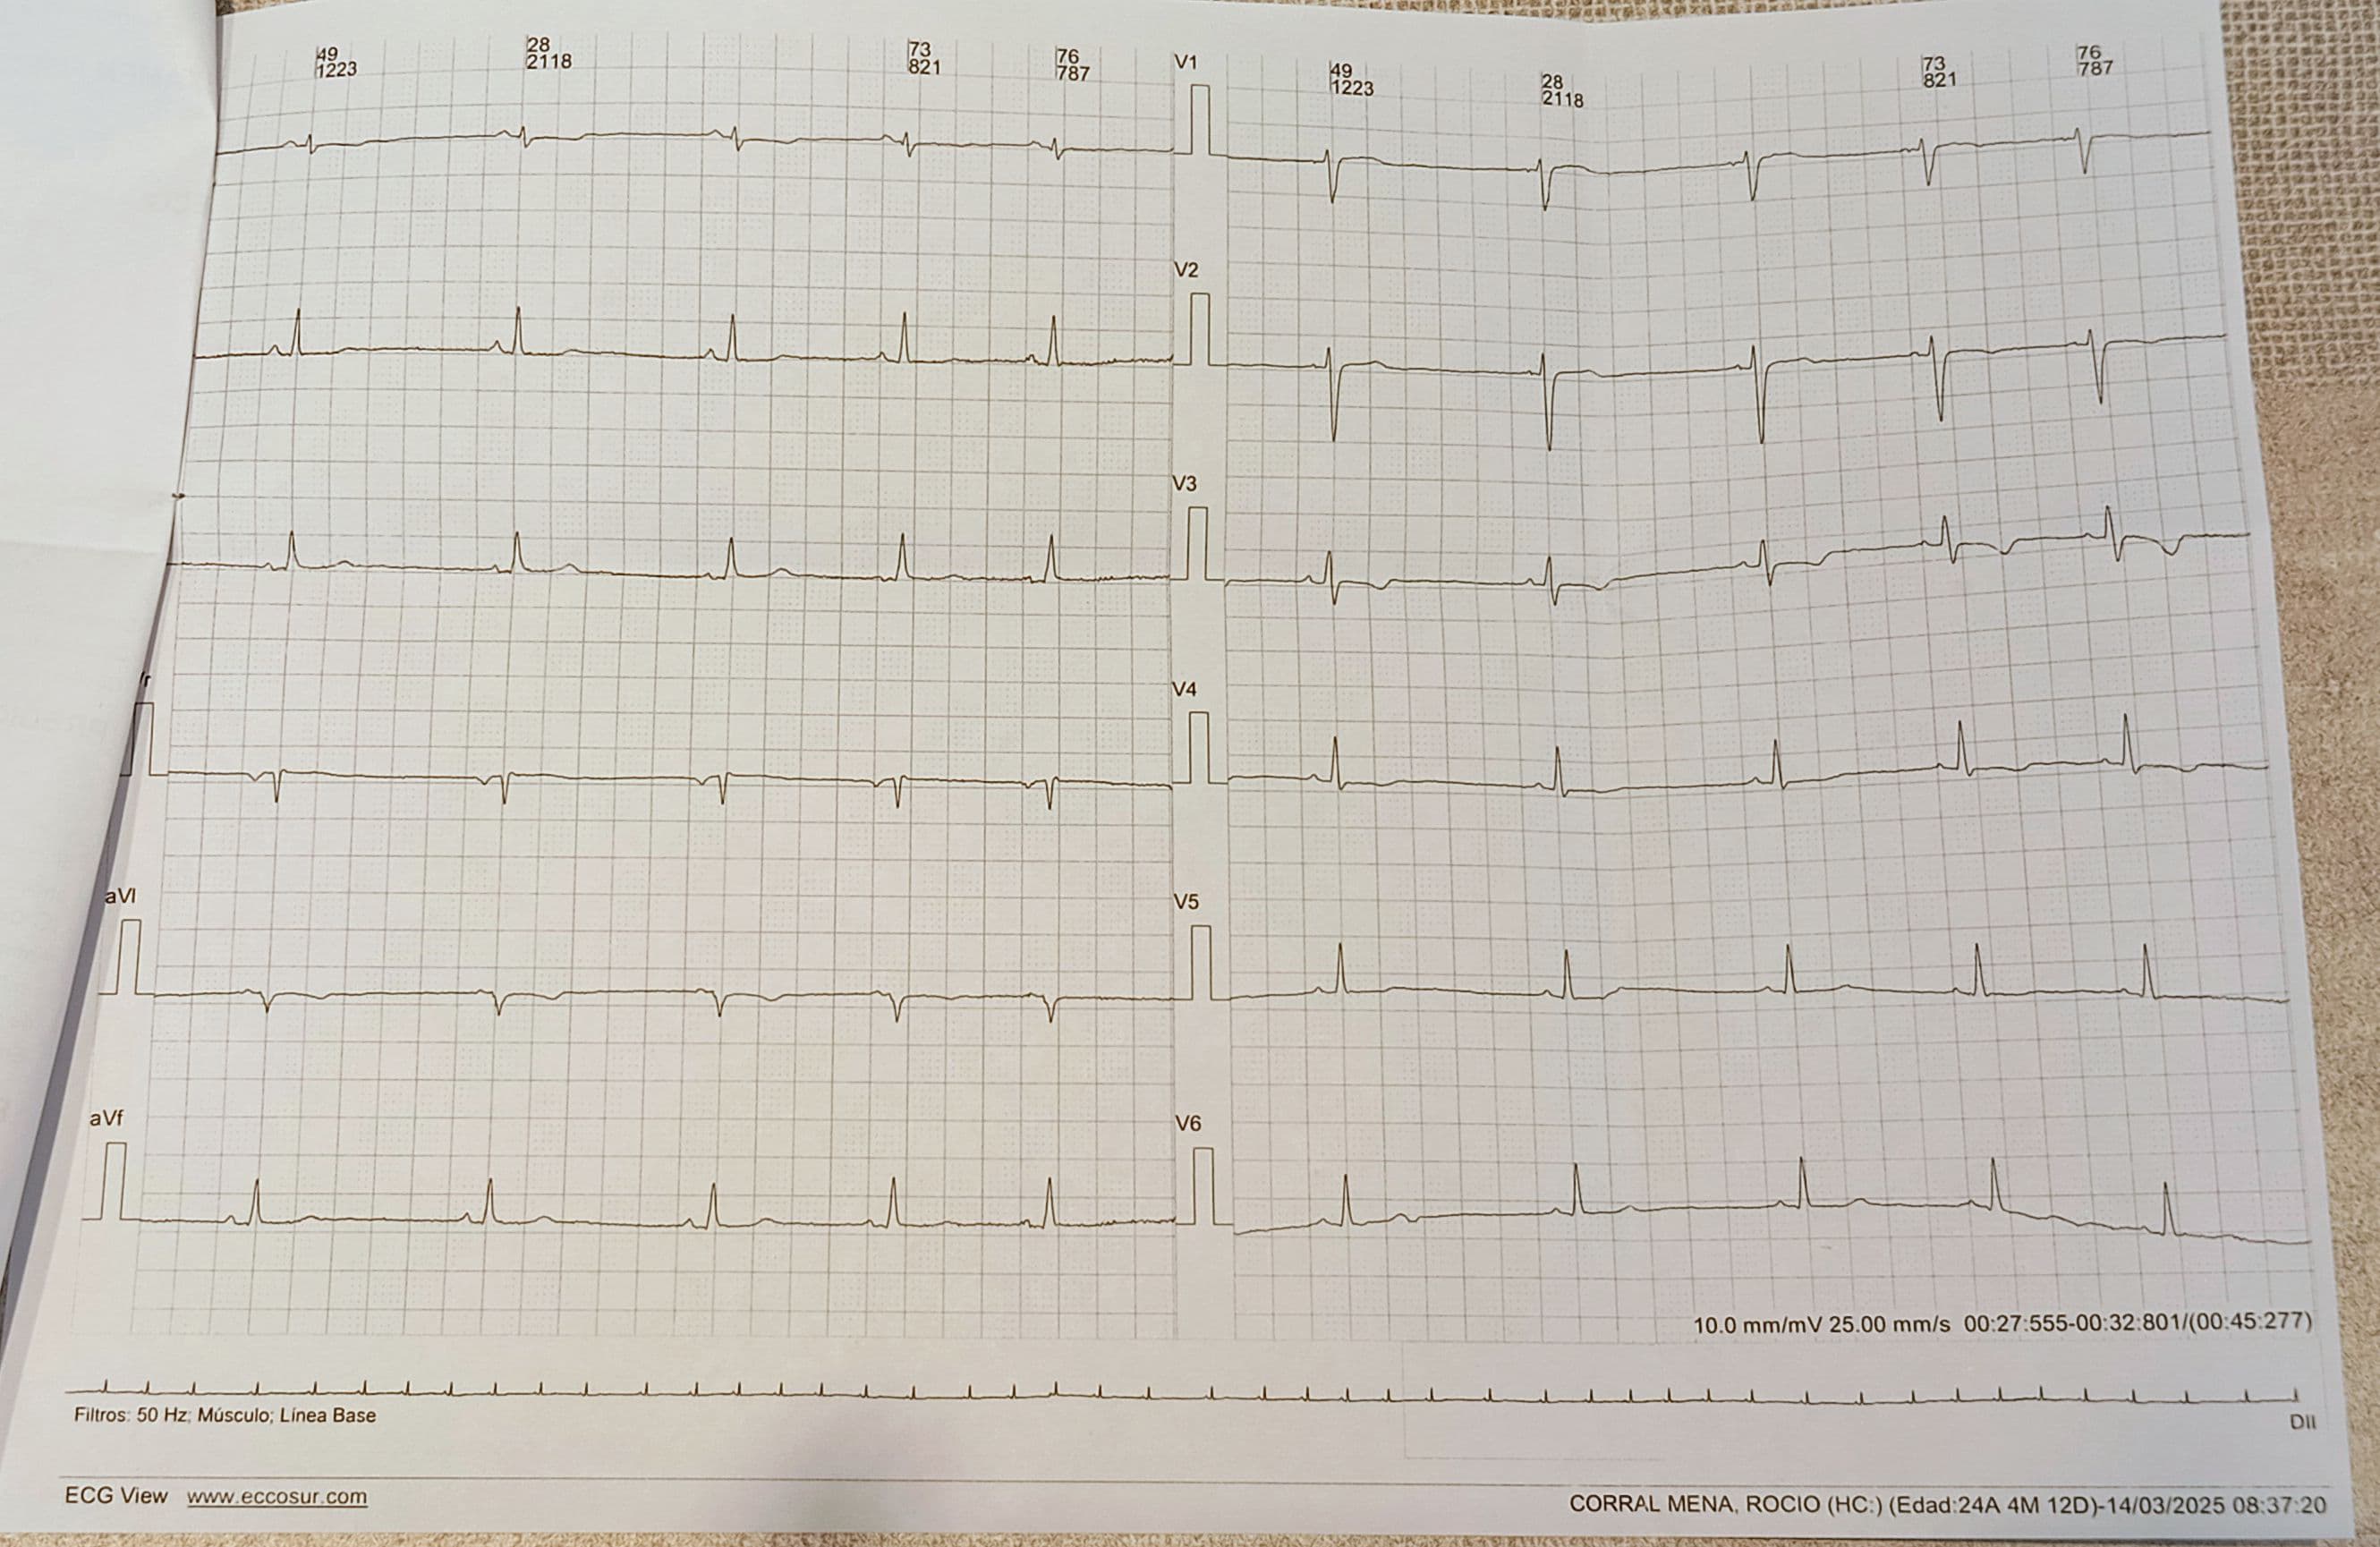 49
1223
28
2118
73
821
76
787
V1
49
1223
28
2118
73
821
76
787
V2
V3
V4
aVl
V5
aVf
V6
10.0 mm/mV 25.00 mm/s 00:27:555-00:32:801/(00:45:277)
Filtros: 50 Hz; Músculo; Línea Base
DII
ECG View www.eccosur.com
CORRAL MENA, ROCIO (HC:) (Edad:24A 4M 12D)-14/03/2025 08:37:20